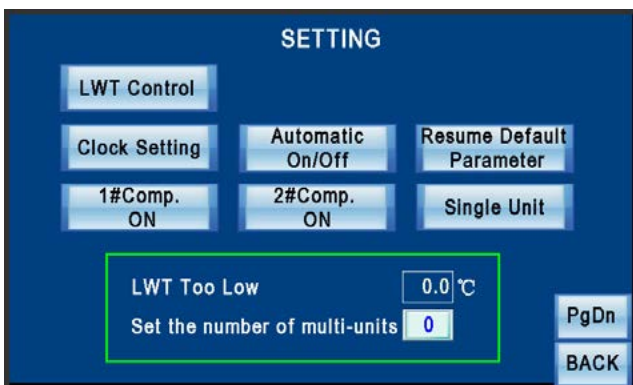 SETTING
LWT Control
Clock Setting
Automatic
On/Off
Resume Default
Parameter
1#Comp.
ON
2#Comp.
ON
Single Unit
LWT Too Low 0.0 ℃
Set the number of multi-units 0
PgDn
BACK